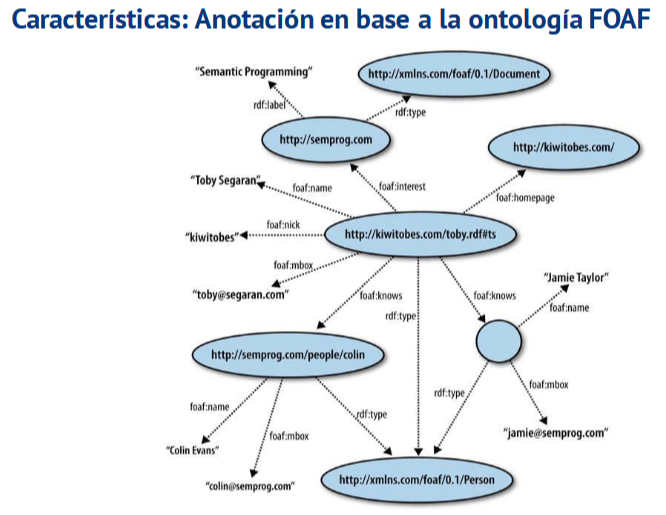 Características: Anotación en base a la ontología FOAF
"Semantic Programming"
http://xmlns.com/foaf/0.1/Document
rdf:label
rdf:type
http://semprog.com
http://kiwitobes.com/
"Toby Segaran"
foaf:name
foaf:interest
foaf:homepage
foaf:nick
"kiwitobes"
http://kiwitobes.com/toby.rdf#ts
foaf:mbox
"toby@segaran.com"
foaf:knows
rdf:type
foaf:knows
"Jamie Taylor"
foaf:name
http://semprog.com/people/colin
foaf:mbox
rdf:type
foaf:name
rdf:type
foaf:mbox
"jamie@semprog.com"
"Colin Evans"
"colin@semprog.com"
http://xmlns.com/foaf/0.1/Person